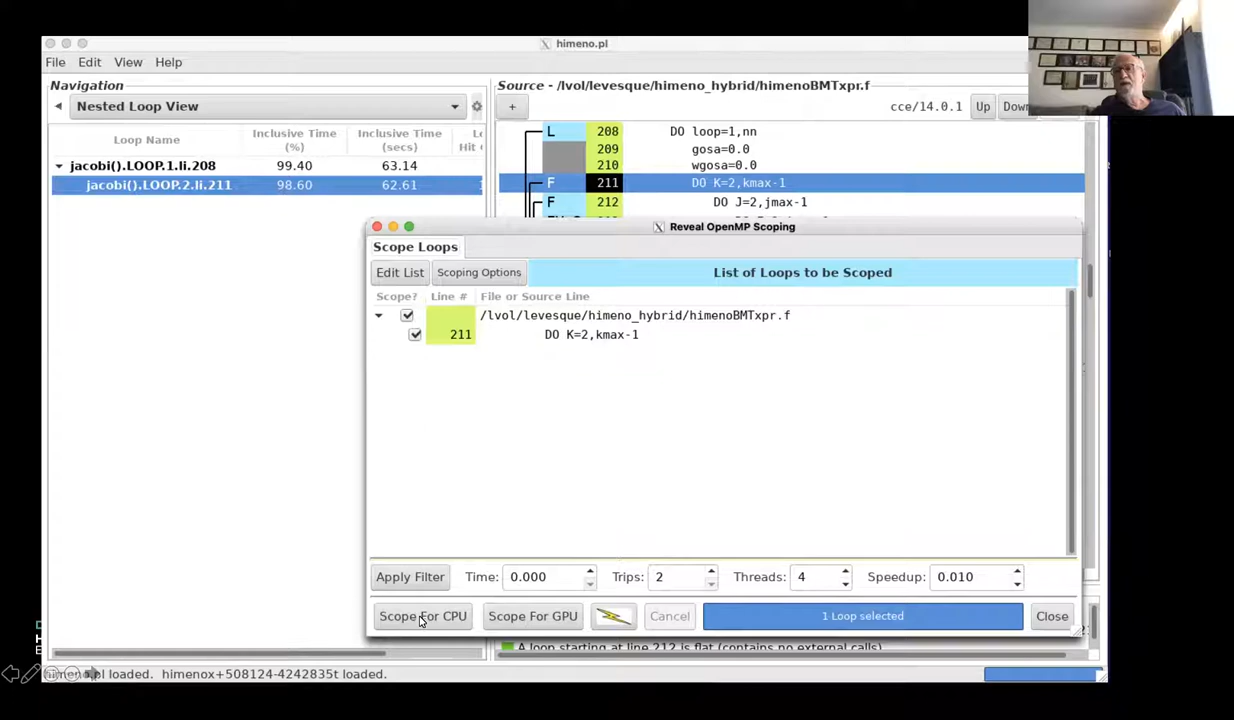 himeno.pl
File Edit View Help
Navigation
Nested Loop View
Loop Name Inclusive Time (%) Inclusive Time (secs) Hit
jacobi().LOOP.1.li.208 99.40 63.14
jacobi().LOOP.2.li.211 98.60 62.61
Source - /lvol/levesque/himeno_hybrid/himenoBMTxpr.f
+ cce/14.0.1 Up Down
L 208 DO loop=1,nn
209 gosa=0.0
210 wgosa=0.0
F 211 DO K=2,kmax-1
F 212 DO J=2,jmax-1
Reveal OpenMP Scoping
Scope Loops
Edit List Scoping Options List of Loops to be Scoped
Scope? Line # File or Source Line
/lvol/levesque/himeno_hybrid/himenoBMTxpr.f
211 DO K=2,kmax-1
Apply Filter Time: 0.000 Trips: 2 Threads: 4 Speedup: 0.010
Scope For CPU Scope For GPU Cancel 1 Loop selected Close
A loop starting at line 212 is flat (contains no external calls)
himeno.pl loaded. himenox+508124-4242835t loaded.